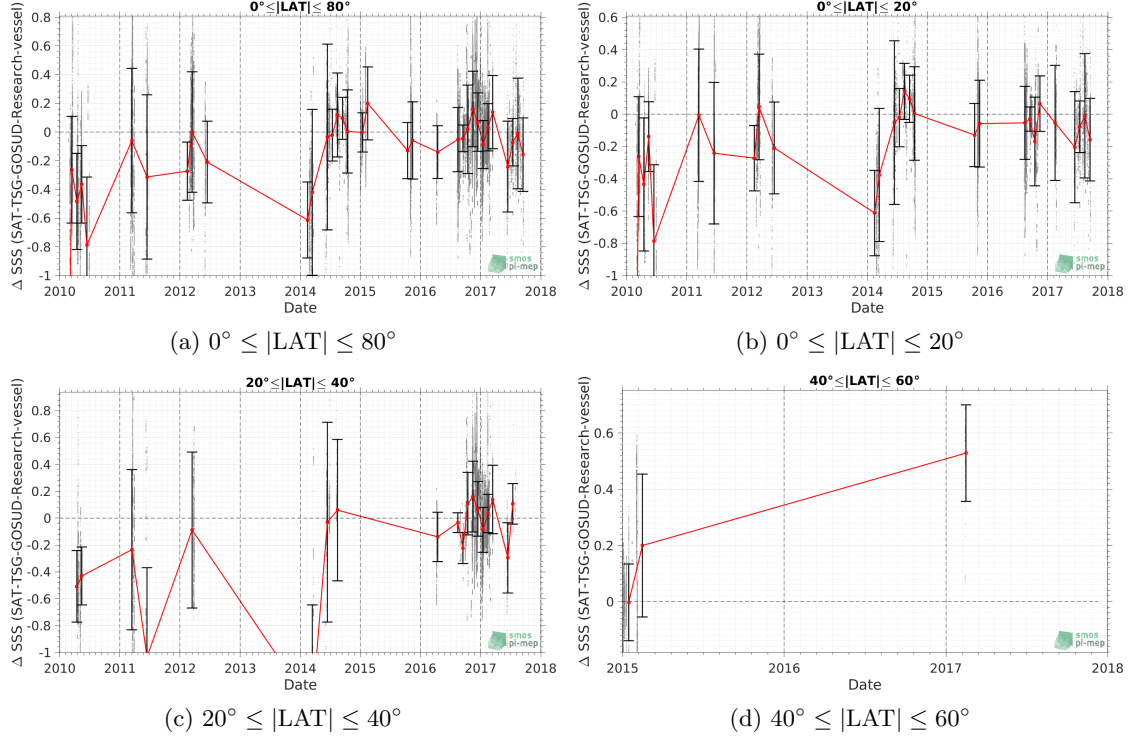 0°≤|LAT|≤ 80°
Δ SSS (SAT-TSG-GOSUD-Research-vessel)
0.8
0.6
0.4
0.2
0
-0.2
-0.4
-0.6
-0.8
-1
2010 2011 2012 2013 2014 2015 2016 2017 2018
Date
smos
pi-mep
(a) 0° ≤ |LAT| ≤ 80°
0°≤|LAT|≤ 20°
Δ SSS (SAT-TSG-GOSUD-Research-vessel)
0.6
0.4
0.2
0
-0.2
-0.4
-0.6
-0.8
-1
2010 2011 2012 2013 2014 2015 2016 2017 2018
Date
smos
pi-mep
(b) 0° ≤ |LAT| ≤ 20°
20°≤|LAT|≤ 40°
Δ SSS (SAT-TSG-GOSUD-Research-vessel)
0.8
0.6
0.4
0.2
0
-0.2
-0.4
-0.6
-0.8
-1
2010 2011 2012 2013 2014 2015 2016 2017 2018
Date
smos
pi-mep
(c) 20° ≤ |LAT| ≤ 40°
40°≤|LAT|≤ 60°
Δ SSS (SAT-TSG-GOSUD-Research-vessel)
0.6
0.4
0.2
0
2015 2016 2017 2018
Date
smos
pi-mep
(d) 40° ≤ |LAT| ≤ 60°